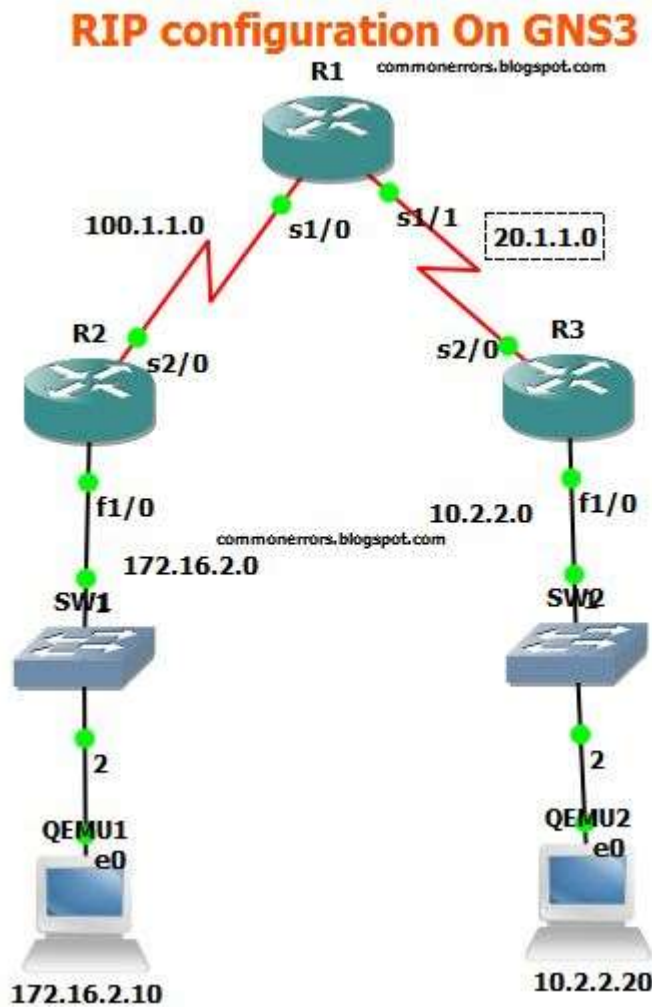 RIP configuration On GNS3
commonerrors.blogspot.com
R1
s1/0
s1/1
100.1.1.0
20.1.1.0
R2
s2/0
R3
s2/0
f1/0
172.16.2.0
commonerrors.blogspot.com
10.2.2.0
f1/0
SW1
1
SW2
1
2
2
QEMU1
e0
QEMU2
e0
172.16.2.10
10.2.2.20